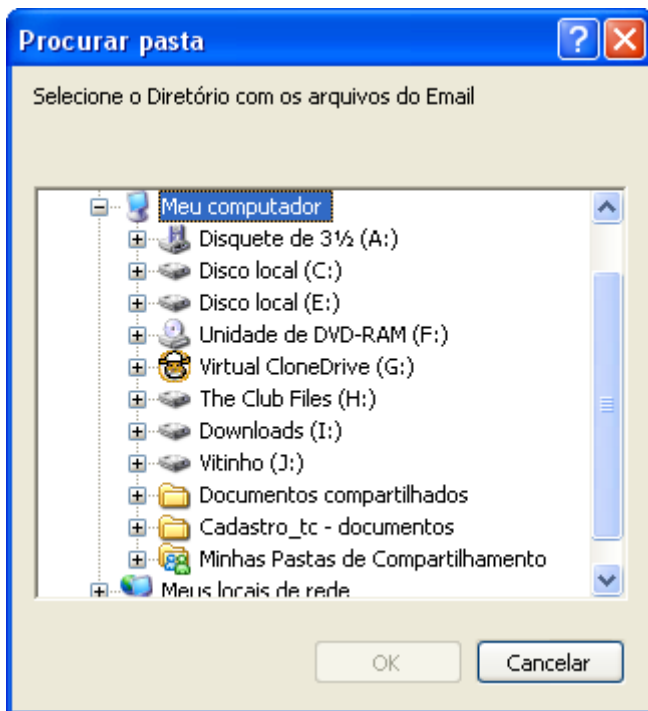 Procurar pasta
Selecione o Diretório com os arquivos do Email
Meu computador
Disquete de 3½ (A:)
Disco local (C:)
Disco local (E:)
Unidade de DVD-RAM (F:)
Virtual CloneDrive (G:)
The Club Files (H:)
Downloads (I:)
Vitinho (J:)
Documentos compartilhados
Cadastro_tc - documentos
Minhas Pastas de Compartilhamento
Meus locais de rede
OK
Cancelar